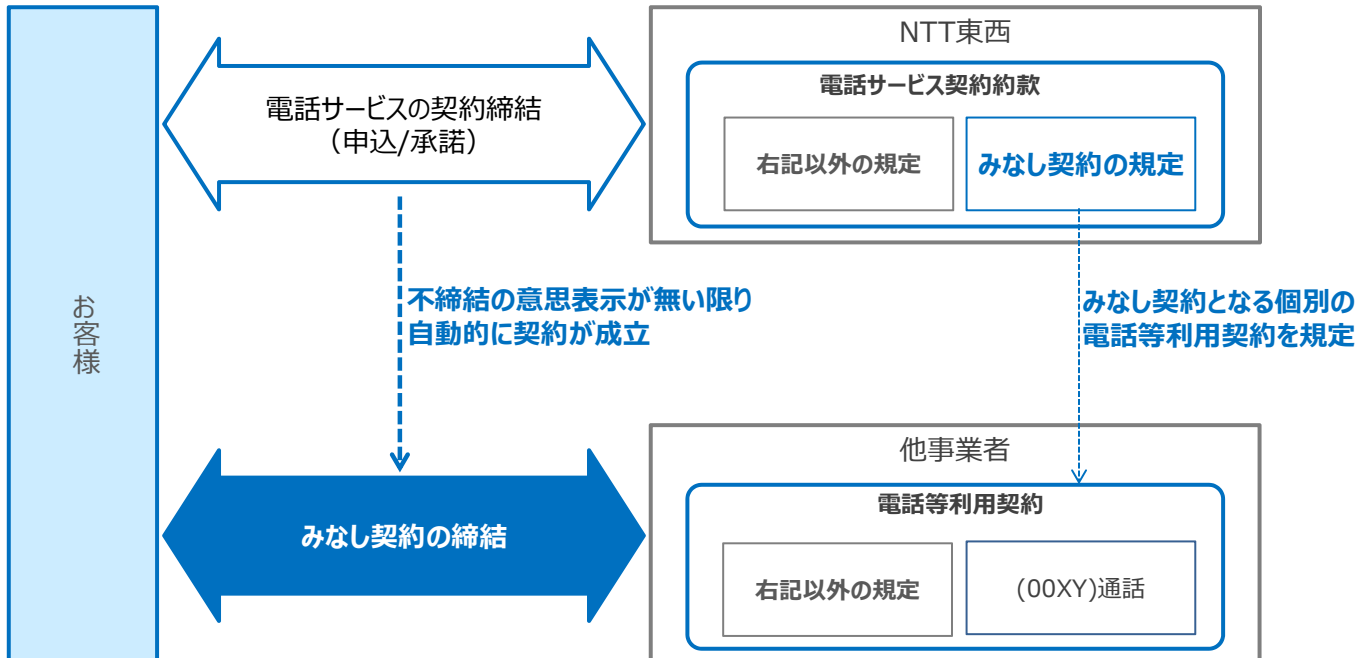 お客様
電話サービスの契約締結
（申込/承諾）
NTT東西
電話サービス契約約款
右記以外の規定
みなし契約の規定
不締結の意思表示が無い限り
自動的に契約が成立
みなし契約となる個別の
電話等利用契約を規定
みなし契約の締結
他事業者
電話等利用契約
右記以外の規定
(00XY)通話